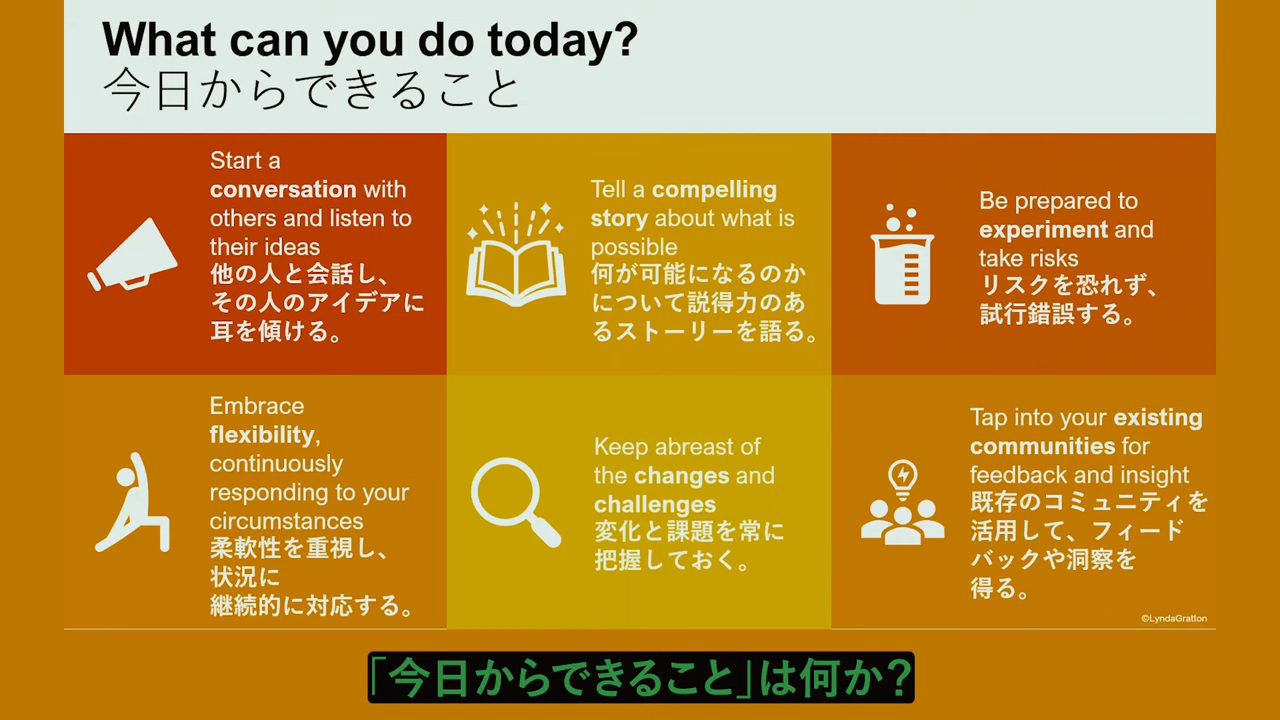 What can you do today?
今日からできること
Start a
conversation with
others and listen to
their ideas
他の人と会話し、
その人のアイデアに
耳を傾ける。
Tell a compelling
story about what is
possible
何が可能になるのか
について説得力のあ
るストーリーを語る。
Be prepared to
experiment and
take risks
リスクを恐れず、
試行錯誤する。
Embrace
flexibility,
continuously
responding to your
circumstances
柔軟性を重視し、
状況に
継続的に対応する。
Keep abreast of
the changes and
challenges
変化と課題を常に
把握しておく。
Tap into your existing
communities for
feedback and insight
既存のコミュニティを
活用して、フィード
バックや洞察を
得る。
©LyndaGratton
「今日からできること」は何か?